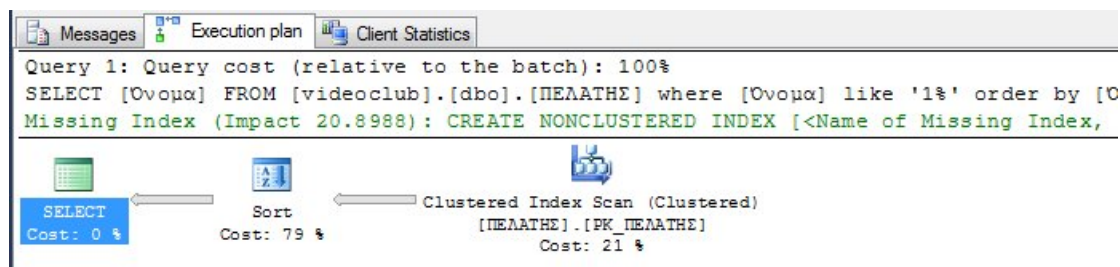 Messages Execution plan Client Statistics
Query 1: Query cost (relative to the batch): 100%
SELECT [Όνομα] FROM [videoclub].[dbo].[ΠΕΛΑΤΗΣ] where [Όνομα] like '1%' order by [Ό
Missing Index (Impact 20.8988): CREATE NONCLUSTERED INDEX [<Name of Missing Index,
SELECT
Cost: 0 %
Sort
Cost: 79 %
Clustered Index Scan (Clustered)
[ΠΕΛΑΤΗΣ].[PK_ΠΕΛΑΤΗΣ]
Cost: 21 %